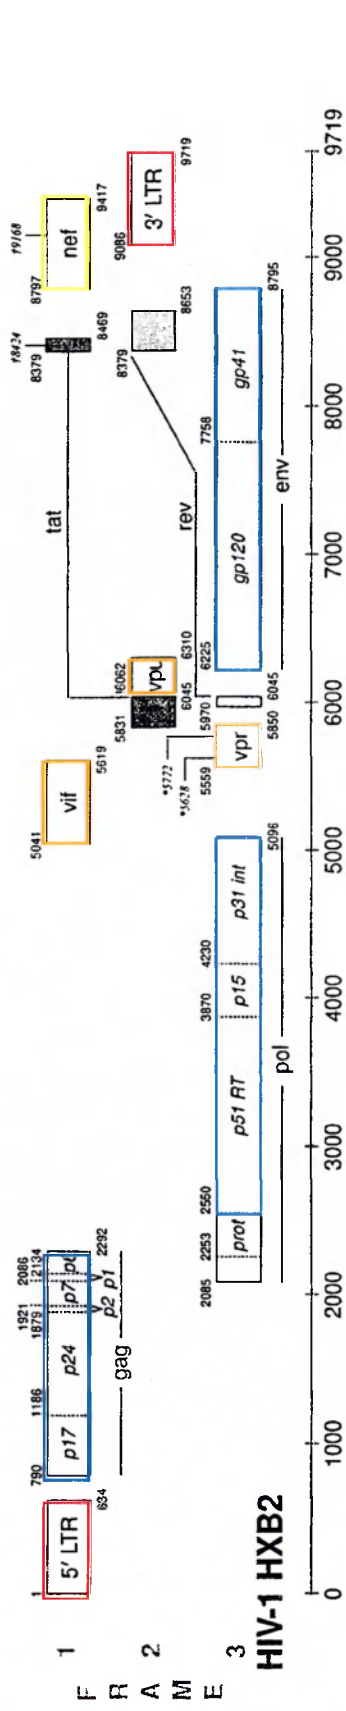 FRAME
1
1
5' LTR
634
790
1186
1879
1921
2086
2134
2292
p17
p24
p7
p6
p2
p1
gag
5041
vif
5619
tat
†8424
8379
8469
8797
nef
†9168
9417
2
5831
6045
6062
vpu
6310
rev
8379
8653
9086
3' LTR
9719
3
2085
2253
2560
3870
4230
5096
prot
p51 RT
p15
p31 int
pol
*5628
*5772
5559
vpr
5850
5970
6045
6225
7758
8795
gp120
gp41
env
HIV-1 HXB2
0
1000
2000
3000
4000
5000
6000
7000
8000
9000
9719